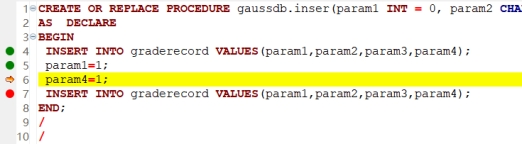 1 CREATE OR REPLACE PROCEDURE gaussdb.inser(param1 INT = 0, param2 CHA
2 AS  DECLARE
3 BEGIN
4  INSERT INTO graderecord VALUES(param1,param2,param3,param4);
5  param1=1;
6  param4=1;
7  INSERT INTO graderecord VALUES(param1,param2,param3,param4);
8 END;
9 /
10 /